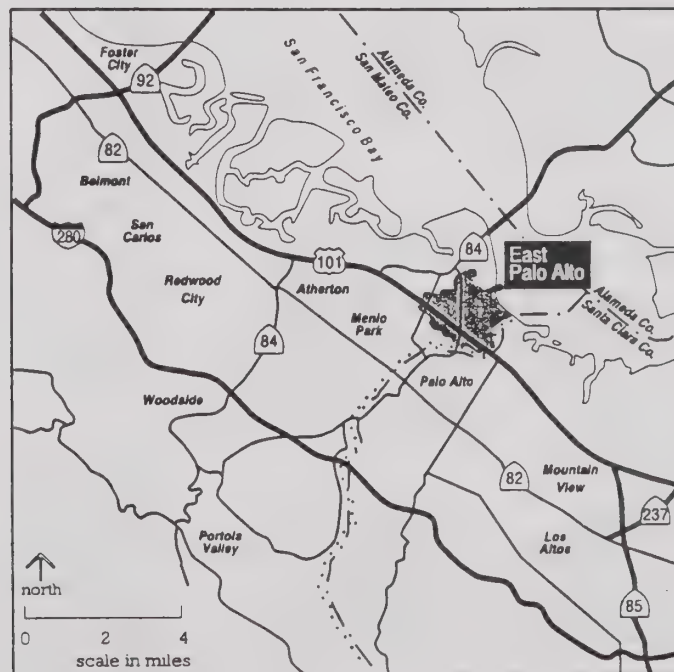 Foster
City
92
82
Belmont
San
Carlos
280
Redwood
City
San Francisco Bay
Alameda Co.
San Mateo Co.
101
Atherton
84
84
East
Palo Alto
Menlo
Park
Alameda Co.
Santa Clara Co.
Palo Alto
Woodside
82
Mountain
View
237
Portola
Valley
Los
Altos
85
north
0 2 4
scale in miles